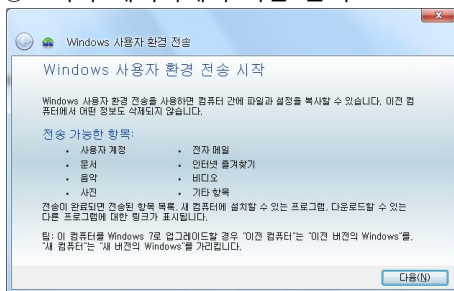 Windows 사용자 환경 전송
Windows 사용자 환경 전송 시작
Windows 사용자 환경 전송을 사용하면 컴퓨터 간에 파일과 설정을 복사할 수 있습니다. 이전 컴
퓨터에서 어떤 정보도 삭제되지 않습니다.
전송 가능한 항목:
• 사용자 계정
• 전자 메일
• 문서
• 인터넷 즐겨찾기
• 음악
• 비디오
• 사진
• 기타 항목
전송이 완료되면 전송된 항목 목록, 새 컴퓨터에 설치할 수 있는 프로그램, 다운로드할 수 있는
다른 프로그램에 대한 링크가 표시됩니다.
팁: 이 컴퓨터를 Windows 7로 업그레이드할 경우 "이전 컴퓨터"는 "이전 버전의 Windows"를,
"새 컴퓨터"는 "새 버전의 Windows"를 가리킵니다.
다음(N)